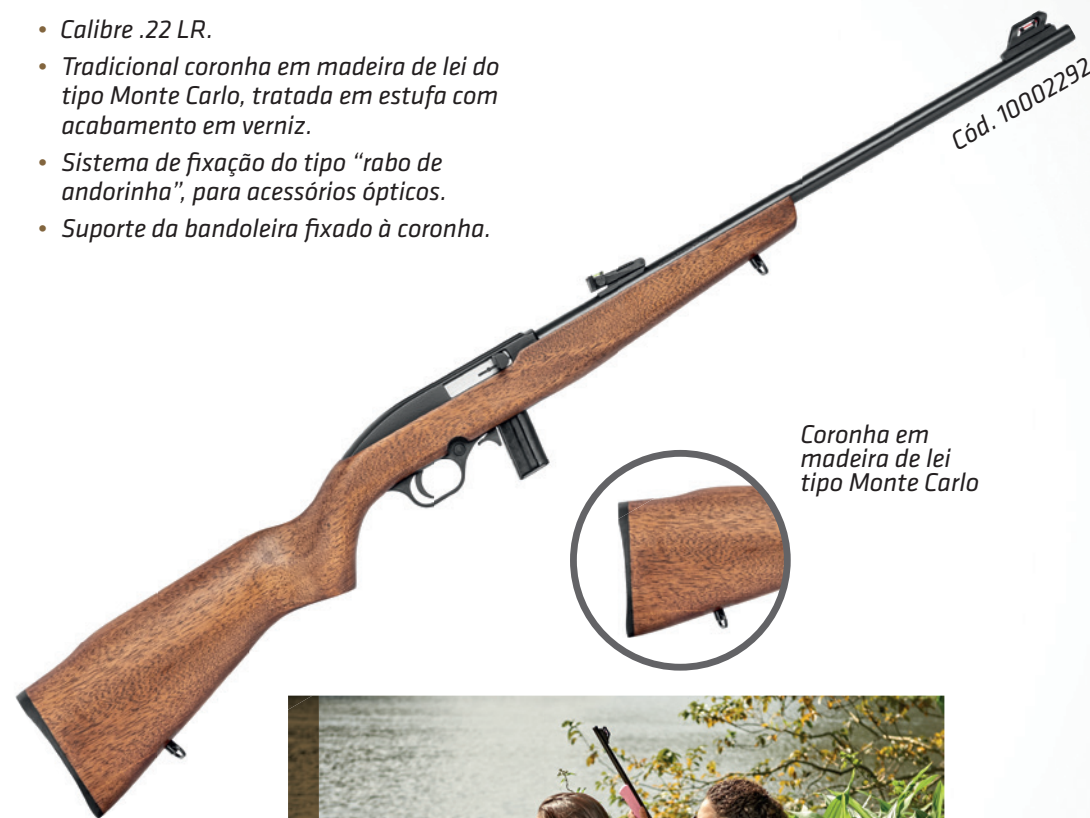 • Calibre .22 LR.
• Tradicional coronha em madeira de lei do
tipo Monte Carlo, tratada em estufa com
acabamento em verniz.
• Sistema de fixação do tipo “rabo de
andorinha”, para acessórios ópticos.
• Suporte da bandoleira fixado à coronha.
Cód. 10002292
Coronha em
madeira de lei
tipo Monte Carlo